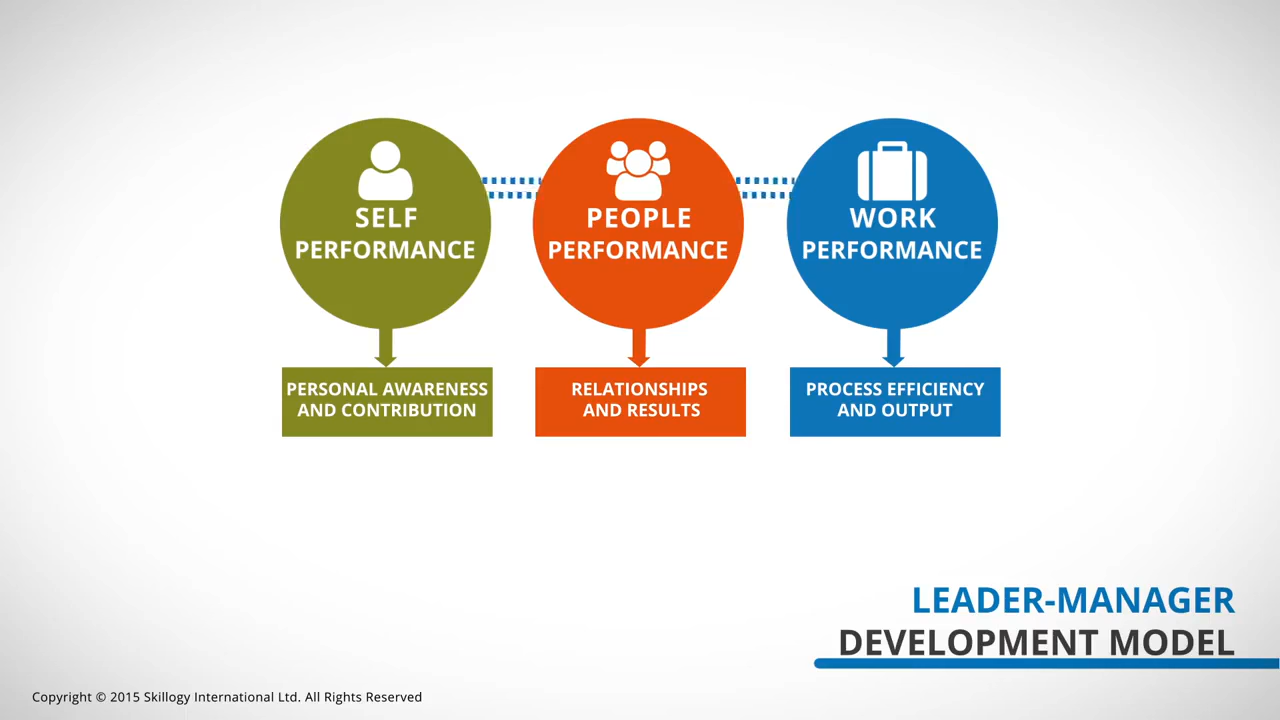 SELF
PERFORMANCE
PEOPLE
PERFORMANCE
WORK
PERFORMANCE
PERSONAL AWARENESS
AND CONTRIBUTION
RELATIONSHIPS
AND RESULTS
PROCESS EFFICIENCY
AND OUTPUT
LEADER-MANAGER
DEVELOPMENT MODEL
Copyright © 2015 Skillogy International Ltd. All Rights Reserved